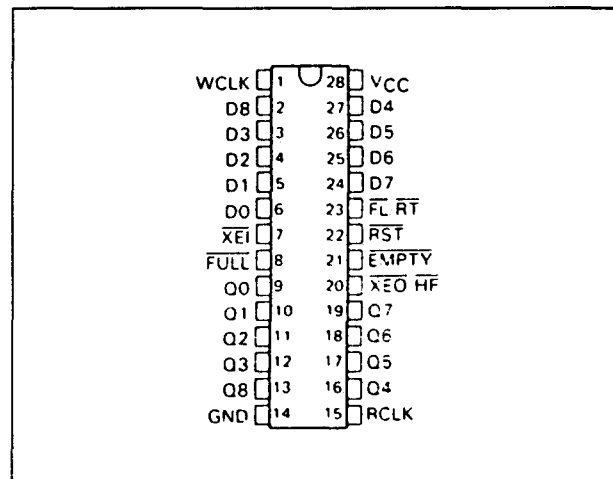 WCLK 1 28 VCC
D8 2 27 D4
D3 3 26 D5
D2 4 25 D6
D1 5 24 D7
D0 6 23 FL RT
XEI 7 22 RST
FULL 8 21 EMPTY
Q0 9 20 XEO HF
Q1 10 19 Q7
Q2 11 18 Q6
Q3 12 17 Q5
Q8 13 16 Q4
GND 14 15 RCLK